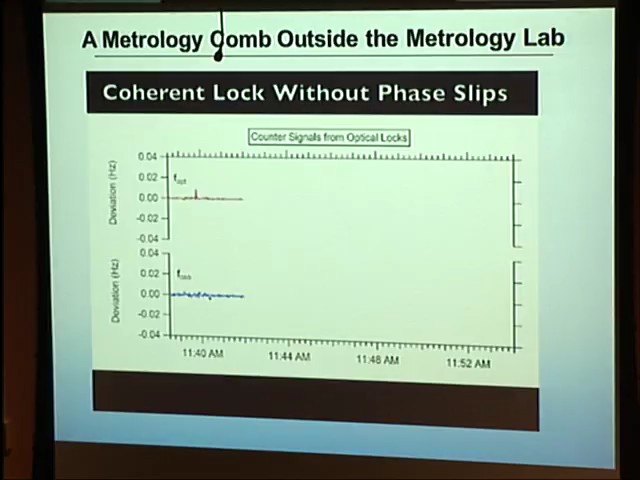 A Metrology Comb Outside the Metrology Lab
Coherent Lock Without Phase Slips
Counter Signals from Optical Locks
Deviation (Hz)
0.04
0.02
0.00
-0.02
-0.04
f_opt
Deviation (Hz)
0.04
0.02
0.00
-0.02
-0.04
11:40 AM
11:44 AM
11:48 AM
11:52 AM